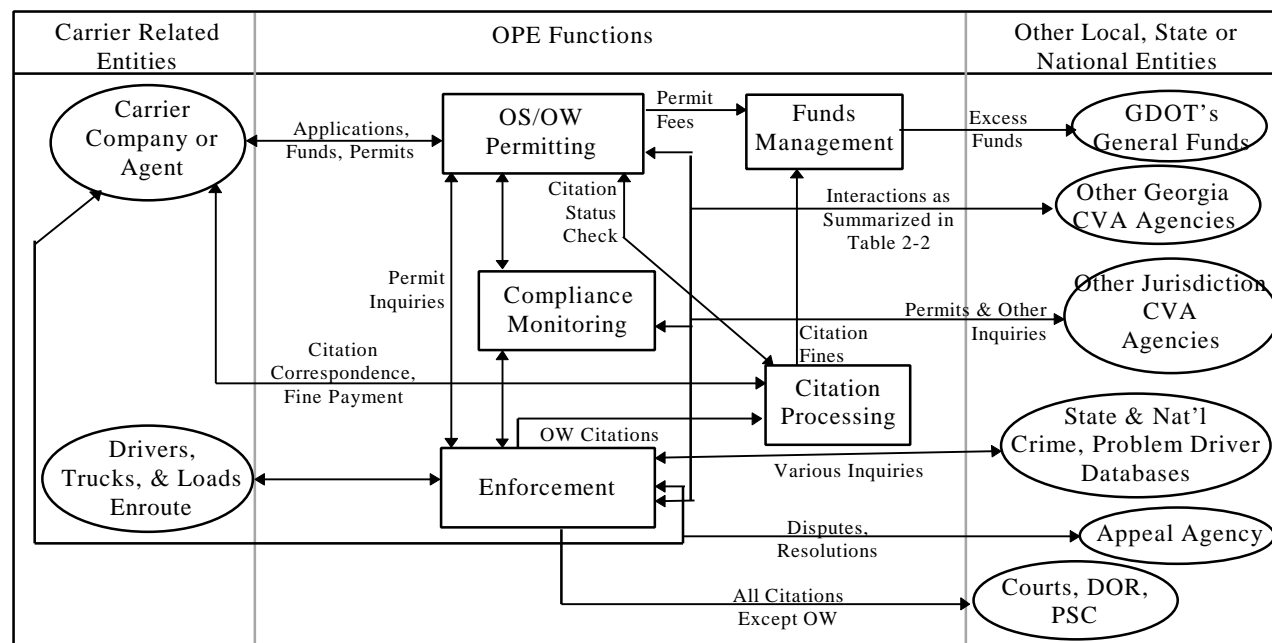 Carrier Related
Entities
OPE Functions
Other Local, State or
National Entities
Carrier
Company or
Agent
Applications,
Funds, Permits
OS/OW
Permitting
Permit
Fees
Funds
Management
Excess
Funds
GDOT's
General Funds
Citation
Status
Check
Interactions as
Summarized in
Table 2-2
Other Georgia
CVA Agencies
Permit
Inquiries
Compliance
Monitoring
Permits & Other
Inquiries
Other Jurisdiction
CVA
Agencies
Citation
Correspondence,
Fine Payment
Citation
Fines
Citation
Processing
OW Citations
Drivers,
Trucks, & Loads
Enroute
Enforcement
Various Inquiries
State & Nat'l
Crime, Problem Driver
Databases
Disputes,
Resolutions
Appeal Agency
All Citations
Except OW
Courts, DOR,
PSC